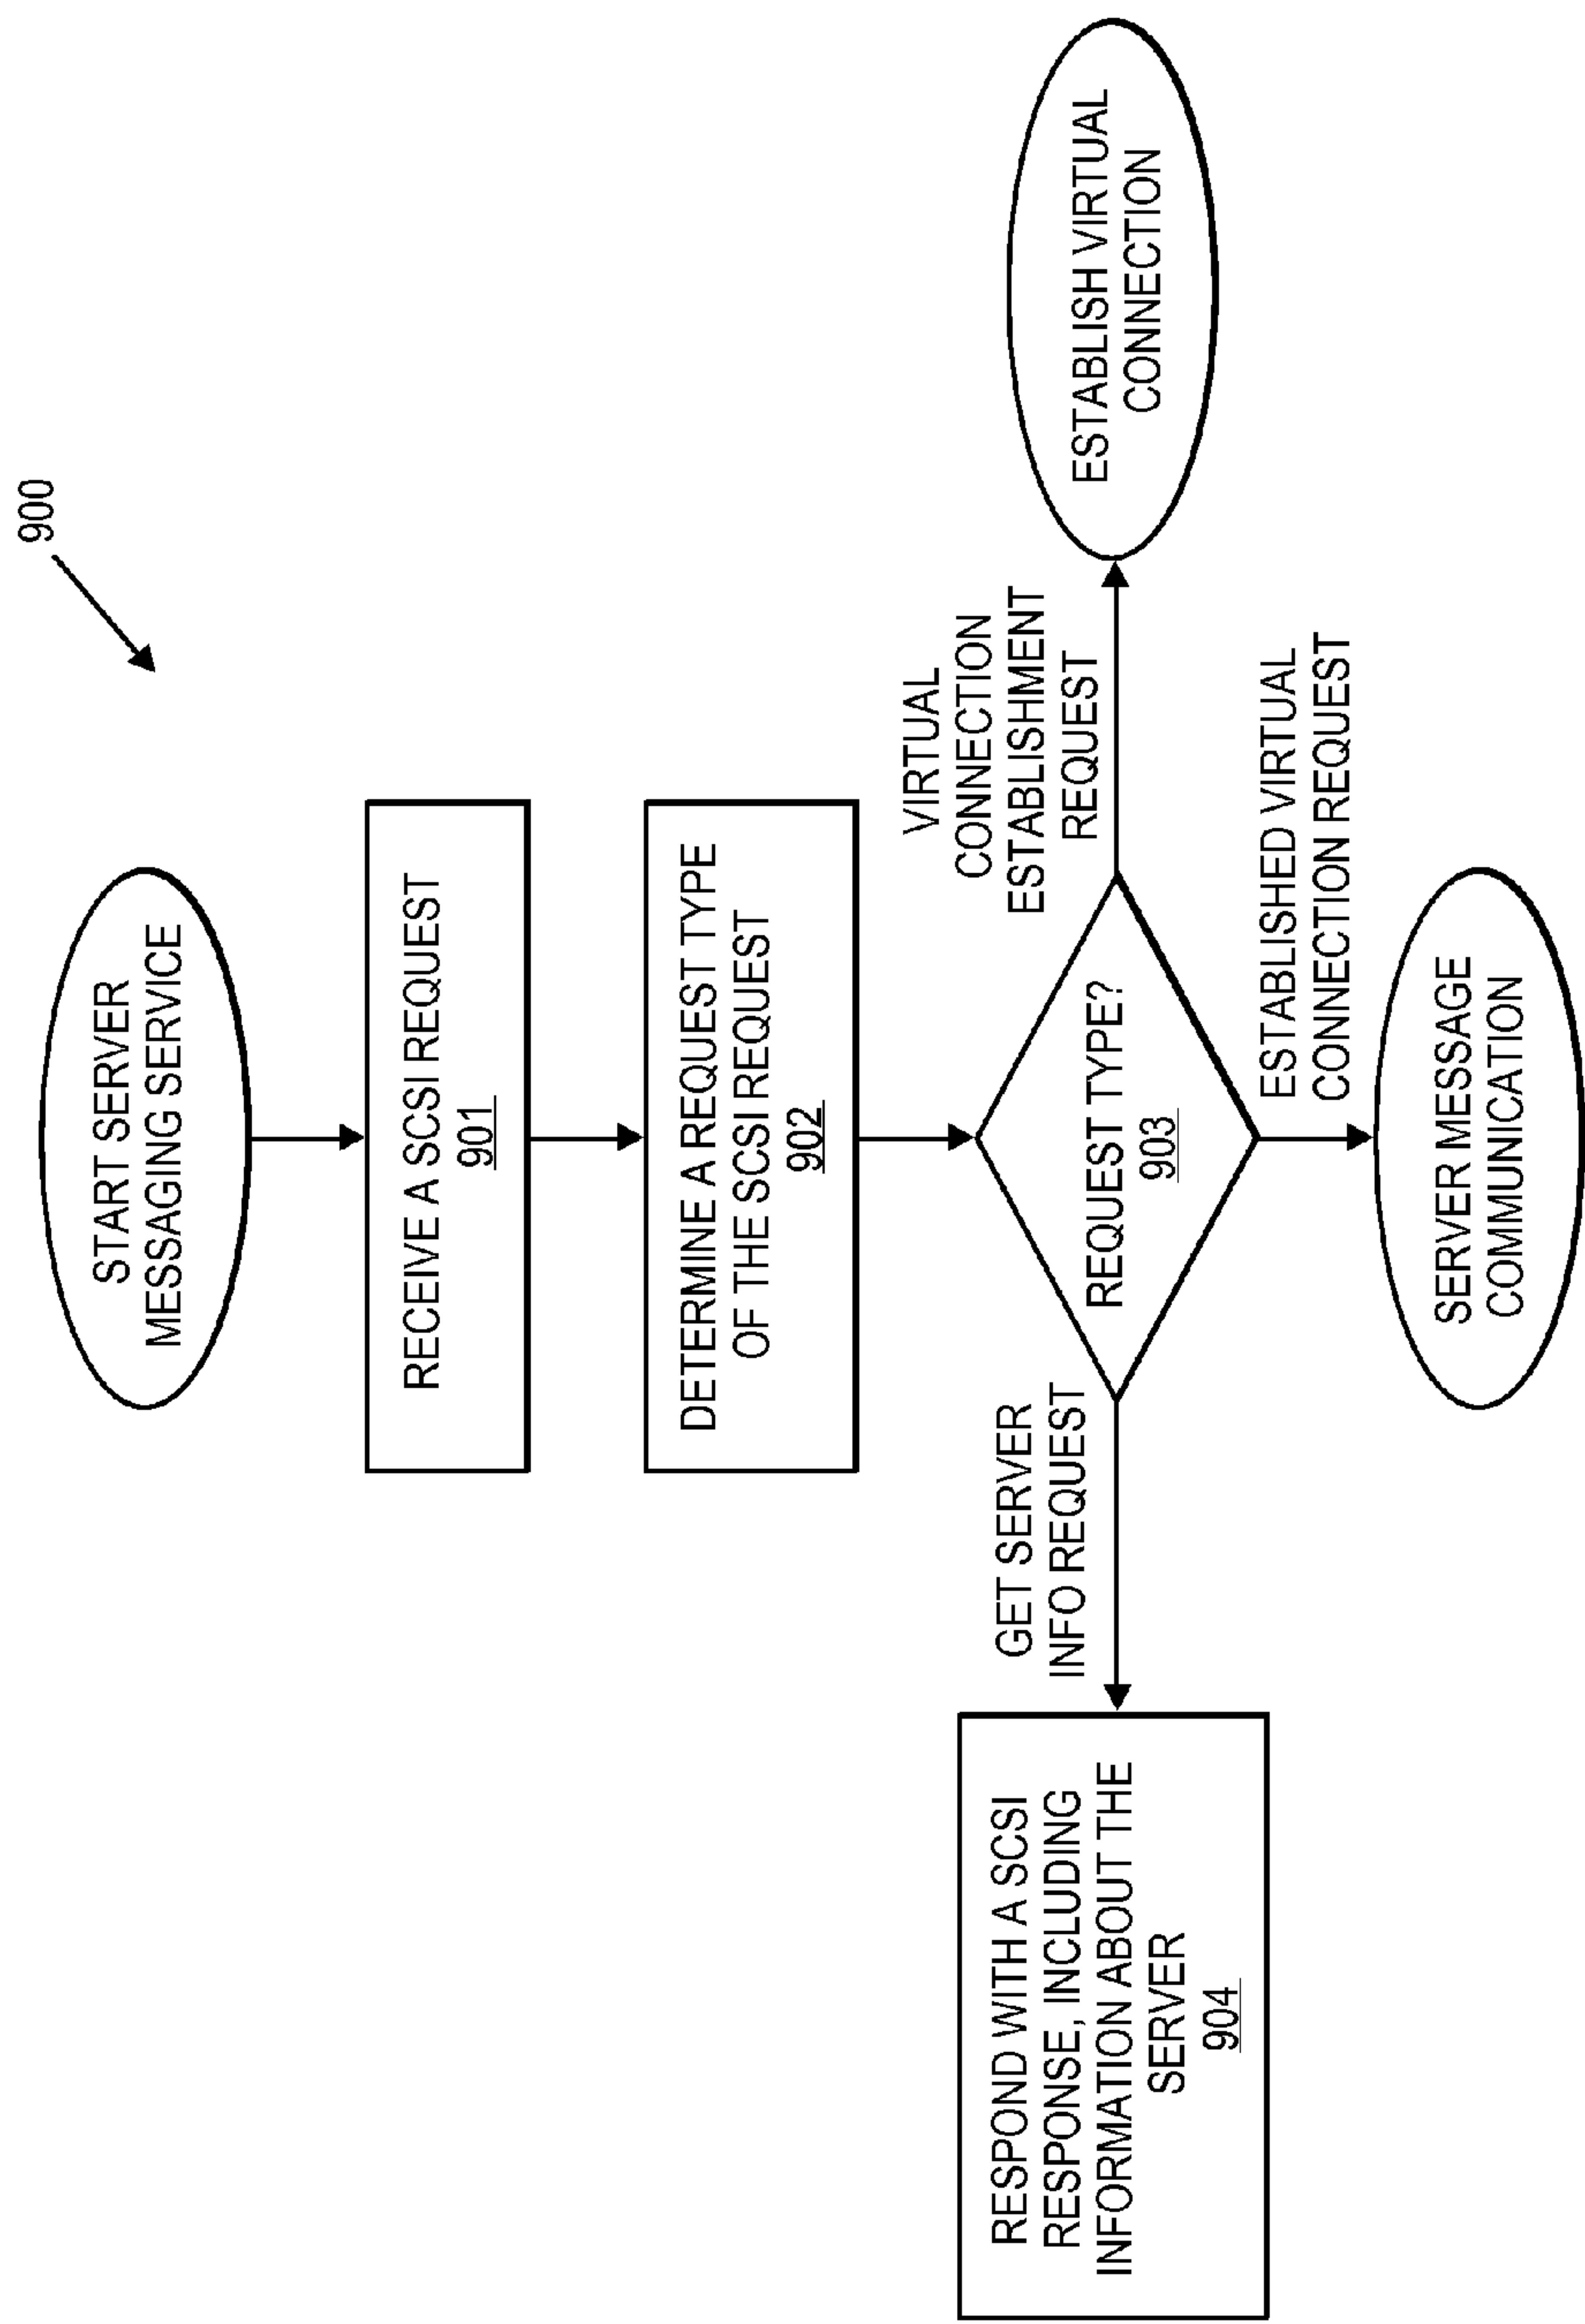 900
START SERVER
MESSAGING SERVICE
RECEIVE A SCSI REQUEST
901
DETERMINE A REQUEST TYPE
OF THE SCSI REQUEST
902
REQUEST TYPE?
903
GET SERVER
INFO REQUEST
VIRTUAL
CONNECTION
ESTABLISHMENT
REQUEST
RESPOND WITH A SCSI
RESPONSE, INCLUDING
INFORMATION ABOUT THE
SERVER
904
ESTABLISH VIRTUAL
CONNECTION
ESTABLISHED VIRTUAL
CONNECTION REQUEST
SERVER MESSAGE
COMMUNICATION